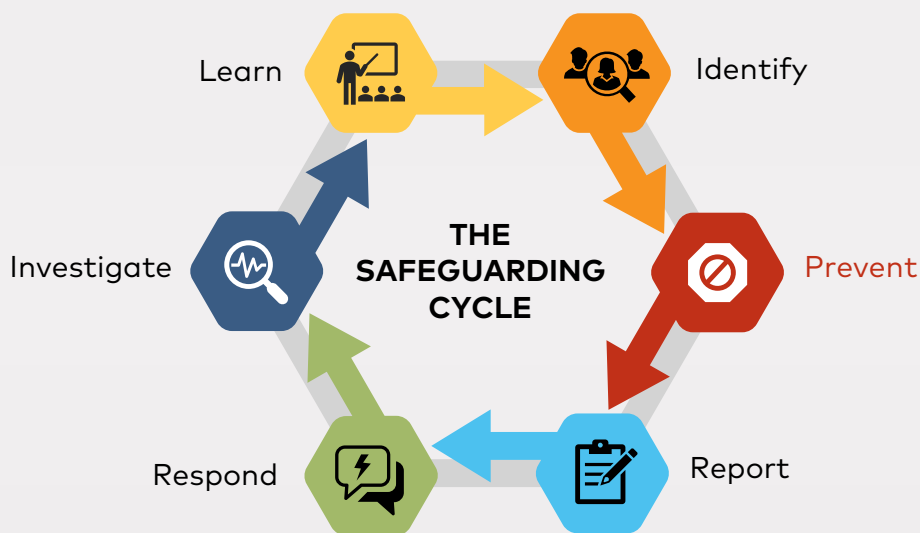 Learn
Identify
THE
SAFEGUARDING
CYCLE
Investigate
Prevent
Respond
Report